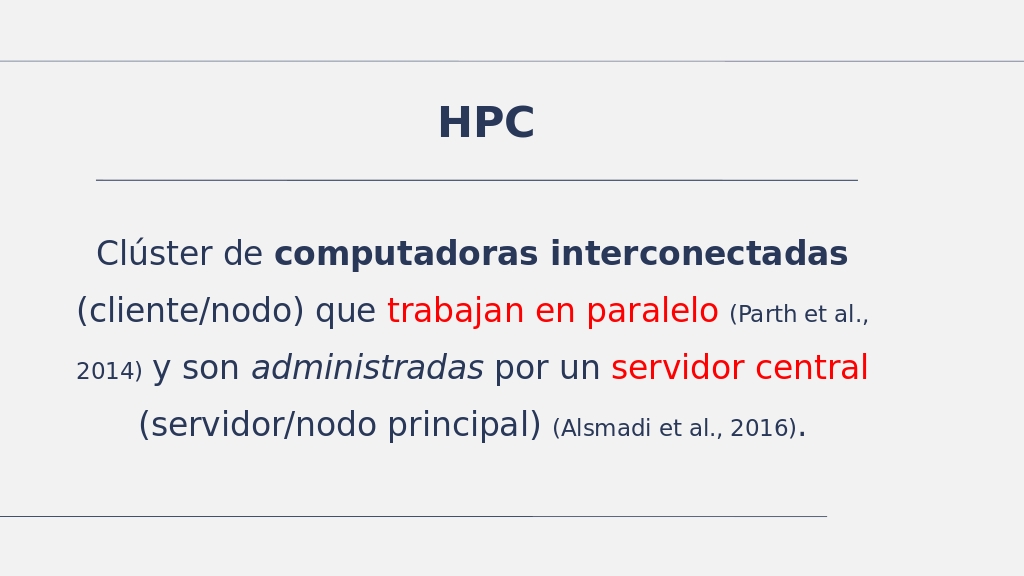 HPC
Clúster de computadoras interconectadas
(cliente/nodo) que trabajan en paralelo (Parth et al.,
2014) y son administradas por un servidor central
(servidor/nodo principal) (Alsmadi et al., 2016).